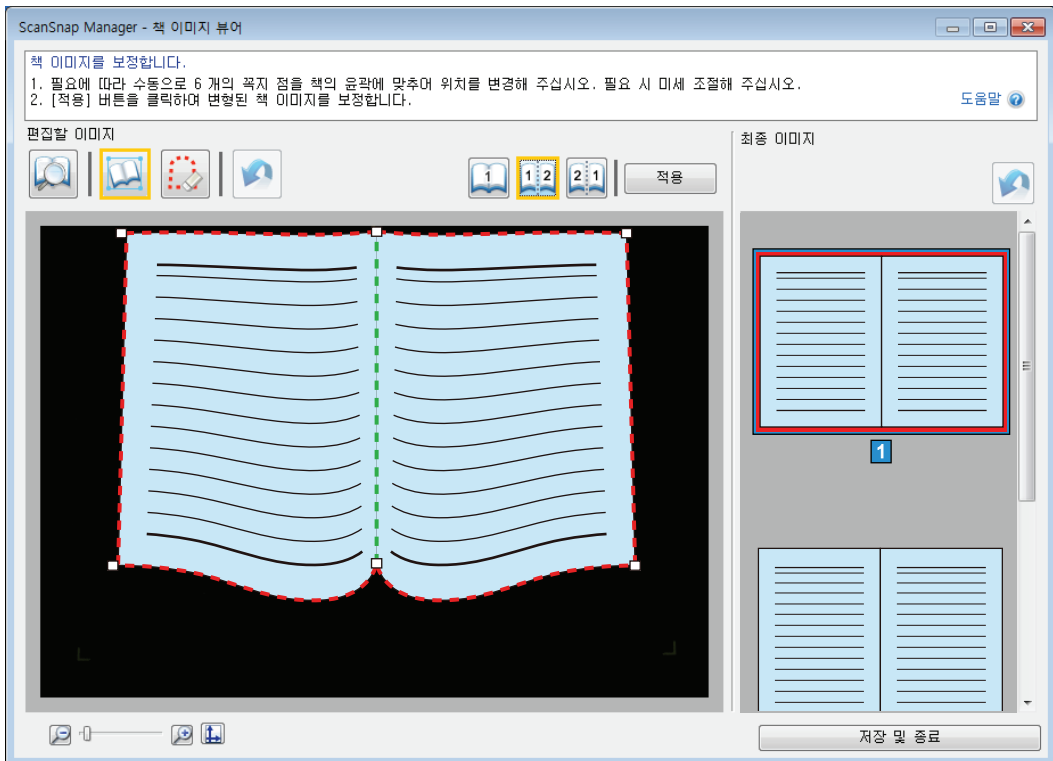 ScanSnap Manager - 책 이미지 뷰어
책 이미지를 보정합니다.
1. 필요에 따라 수동으로 6 개의 꼭지 점을 책의 윤곽에 맞추어 위치를 변경해 주십시오. 필요 시 미세 조절해 주십시오.
2. [적용] 버튼을 클릭하여 변형된 책 이미지를 보정합니다.
도움말
편집할 이미지
최종 이미지
1
1 2
2 1
적용
1
저장 및 종료